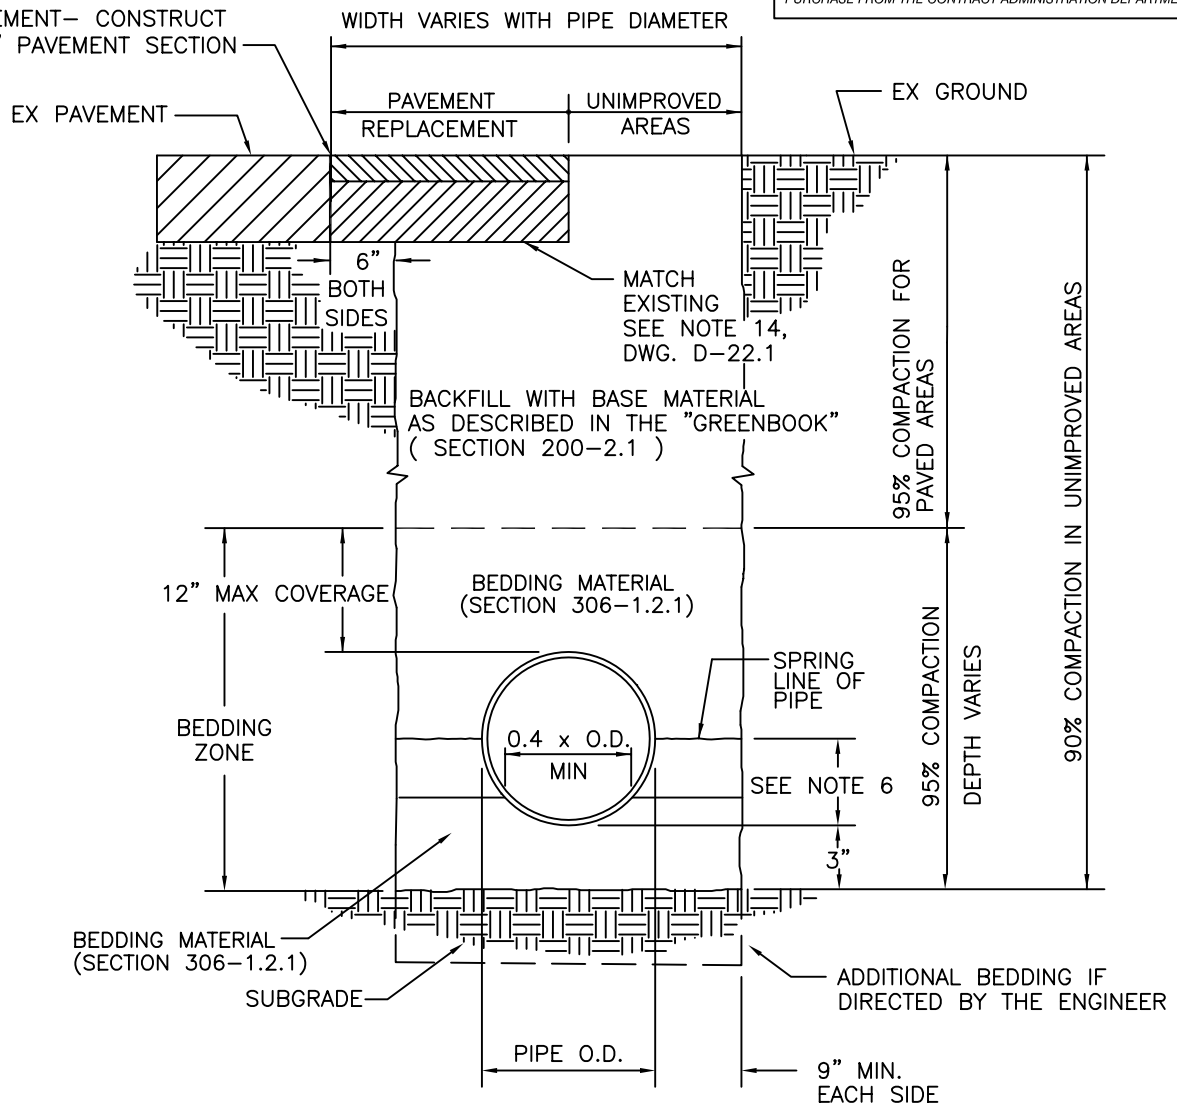 PURCHASE FROM THE CONTRACT ADMINISTRATION
EMENT– CONSTRUCT
” PAVEMENT SECTION
WIDTH VARIES WITH PIPE DIAMETER
EX PAVEMENT
PAVEMENT
REPLACEMENT
UNIMPROVED
AREAS
EX GROUND
6”
BOTH
SIDES
MATCH
EXISTING
SEE NOTE 14,
DWG. D–22.1
BACKFILL WITH BASE MATERIAL
AS DESCRIBED IN THE ”GREENBOOK”
( SECTION 200–2.1 )
95% COMPACTION FOR
PAVED AREAS
90% COMPACTION IN UNIMPROVED AREAS
12” MAX COVERAGE
BEDDING MATERIAL
(SECTION 306–1.2.1)
SPRING
LINE OF
PIPE
BEDDING
ZONE
0.4 x O.D.
MIN
SEE NOTE 6
95% COMPACTION
DEPTH VARIES
3”
BEDDING MATERIAL
(SECTION 306–1.2.1)
SUBGRADE
ADDITIONAL BEDDING IF
DIRECTED BY THE ENGINEER
PIPE O.D.
9” MIN.
EACH SIDE